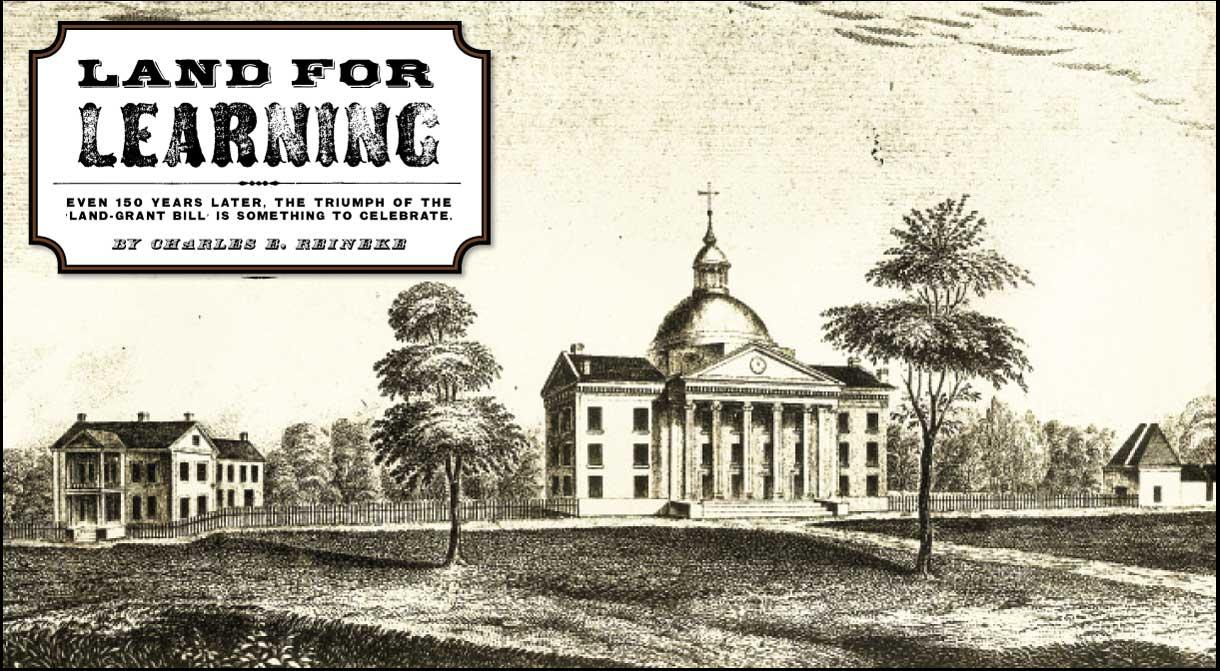 LAND FOR
LEARNING
EVEN 150 YEARS LATER, THE TRIUMPH OF THE
'LAND-GRANT BILL' IS SOMETHING TO CELEBRATE.
BY CHARLES E. REINEKE